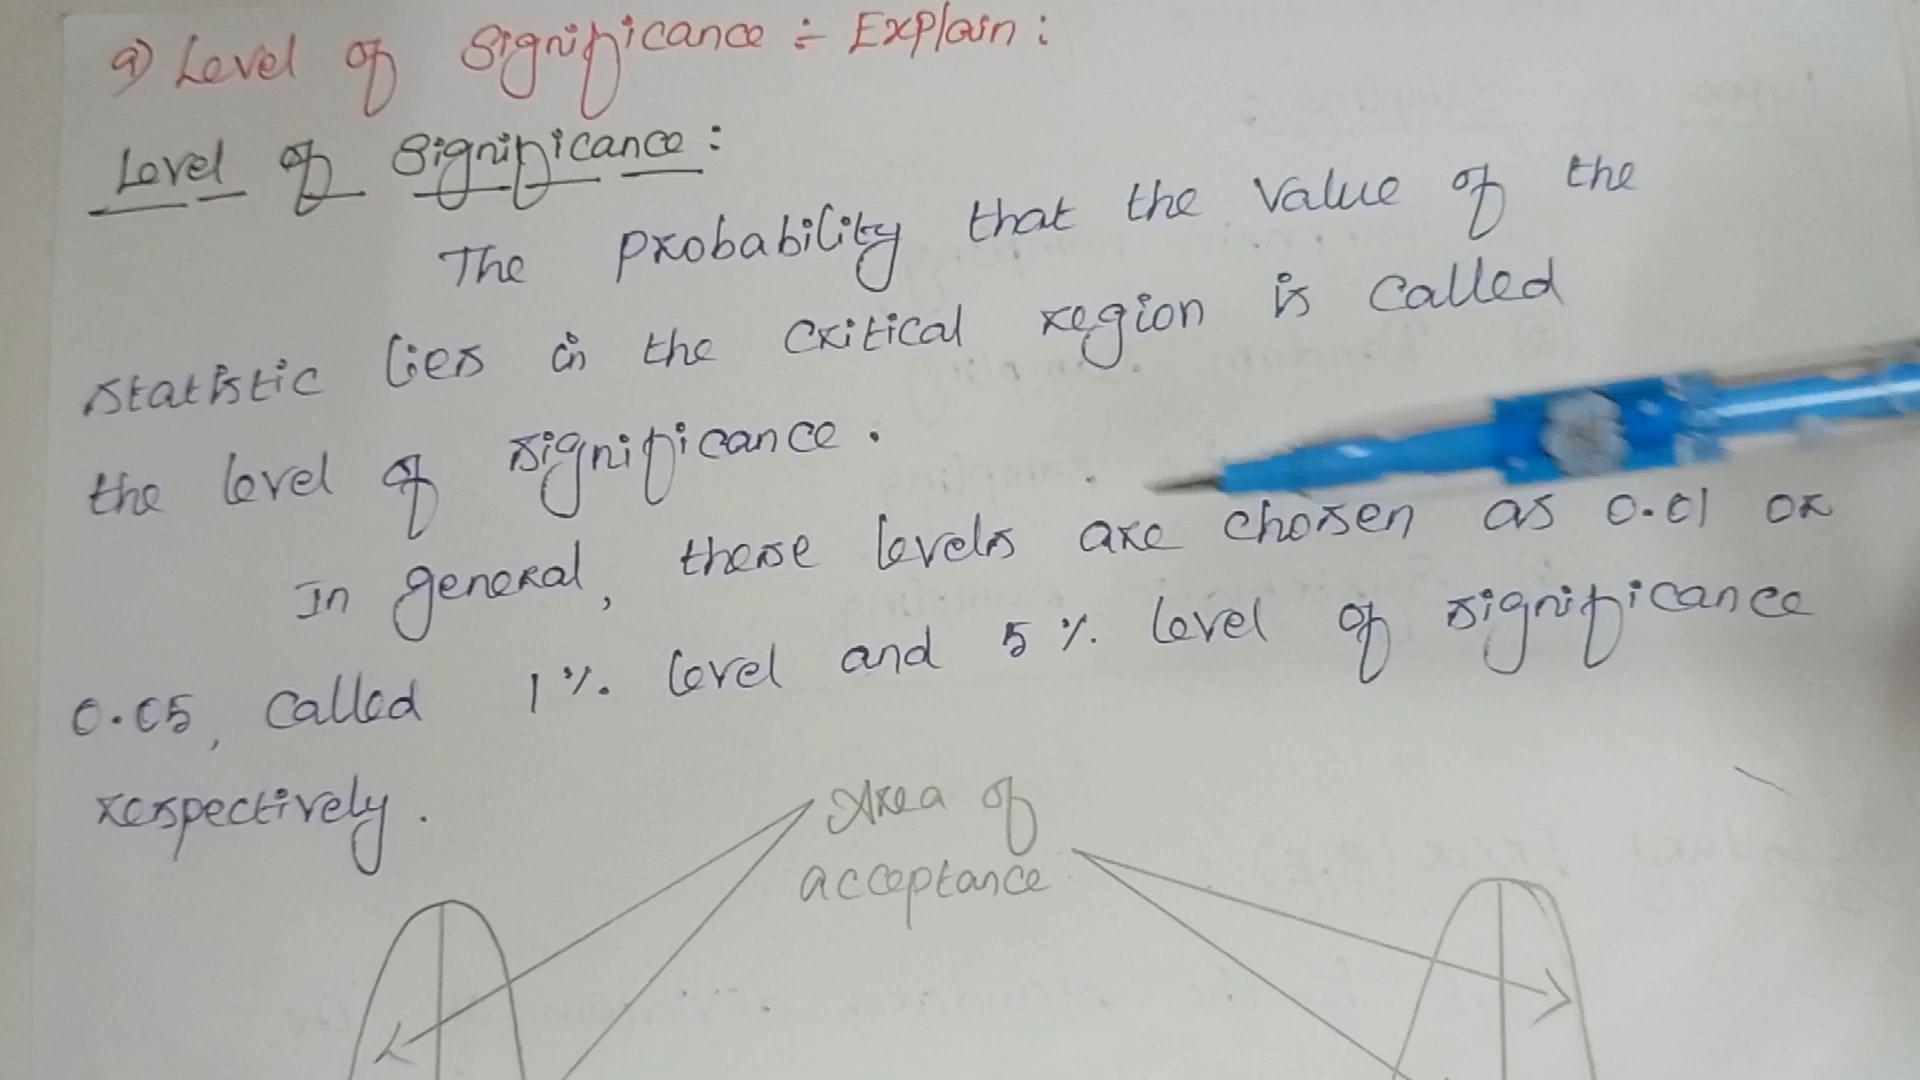 9) Level of Significance ÷ Explain :
Level of Significance :
The probability that the value of the
statistic lies in the critical region is called
the level of significance .
In general, these levels are chosen as 0.01 or
0.05, called 1 %. level and 5 %. level of significance
respectively .
Area of
acceptance